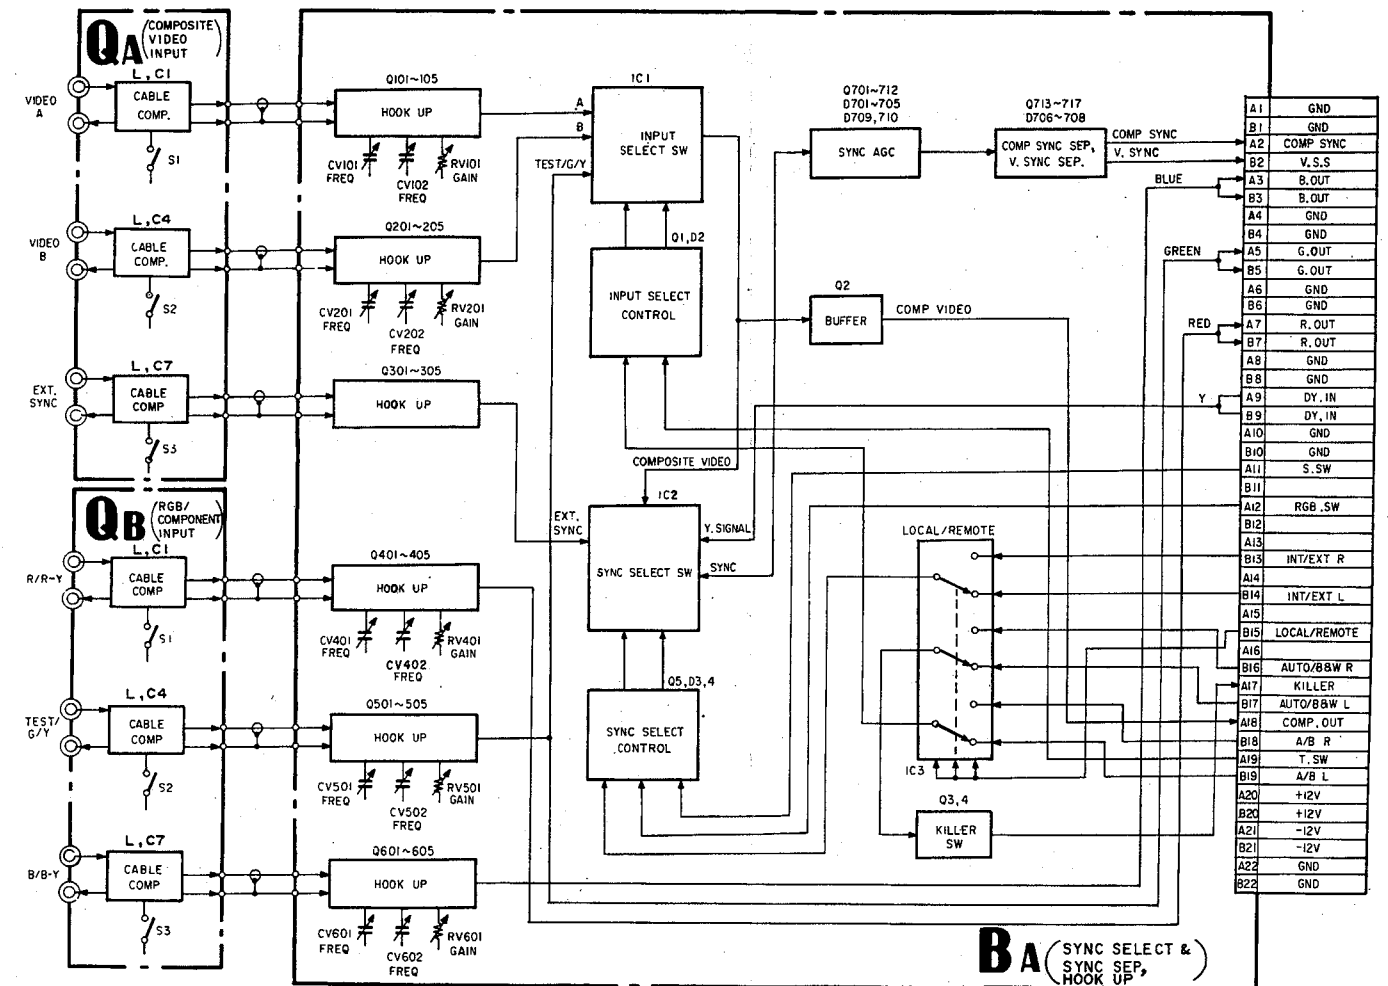 QA (COMPOSITE
VIDEO
INPUT
L,C1
VIDEO
A
CABLE
COMP.
S1
L,C4
VIDEO
B
CABLE
COMP.
S2
L,C7
EXT.
SYNC
CABLE
COMP
S3
QB (RGB/
COMPONENT)
INPUT
L,C1
R/R-Y
CABLE
COMP
S1
L,C4
TEST/
G/Y
CABLE
COMP
S2
L,C7
B/B-Y
CABLE
COMP
S3
Q101~105
HOOK UP
CV101
FREQ
CV102
FREQ
RV101
GAIN
Q201~205
HOOK UP
CV201
FREQ
CV202
FREQ
RV201
GAIN
Q301~305
HOOK UP
Q401~405
HOOK UP
CV401
FREQ
CV402
FREQ
RV401
GAIN
Q501~505
HOOK UP
CV501
FREQ
CV502
FREQ
RV501
GAIN
Q601~605
HOOK UP
CV601
FREQ
CV602
FREQ
RV601
GAIN
A
B
TEST/G/Y
IC1
INPUT
SELECT SW
Q1,D2
INPUT SELECT
CONTROL
COMPOSITE VIDEO
IC2
EXT.
SYNC
SYNC SELECT SW
Y.SIGNAL
SYNC
Q5,D3,4
SYNC SELECT
CONTROL
Q701~712
D701~705
D709,710
SYNC AGC
Q713~717
D706~708
COMP SYNC SEP,
V. SYNC SEP.
COMP SYNC
V. SYNC
BLUE
GREEN
RED
Y
Q2
BUFFER
COMP VIDEO
LOCAL/REMOTE
IC3
Q3,4
KILLER
SW
A1 GND
B1 GND
A2 COMP SYNC
B2 V.S.S
A3 B.OUT
B3 B.OUT
A4 GND
B4 GND
A5 G.OUT
B5 G.OUT
A6 GND
B6 GND
A7 R.OUT
B7 R.OUT
A8 GND
B8 GND
A9 DY.IN
B9 DY.IN
A10 GND
B10 GND
A11 S.SW
B11
A12 RGB.SW
B12
A13
B13 INT/EXT R
A14
B14 INT/EXT L
A15
B15 LOCAL/REMOTE
A16
B16 AUTO/B&W R
A17 KILLER
B17 AUTO/B&W L
A18 COMP.OUT
B18 A/B R
A19 T.SW
B19 A/B L
A20 +12V
B20 +12V
A21 -12V
B21 -12V
A22 GND
B22 GND
BA (SYNC SELECT &
SYNC SEP,
HOOK UP)